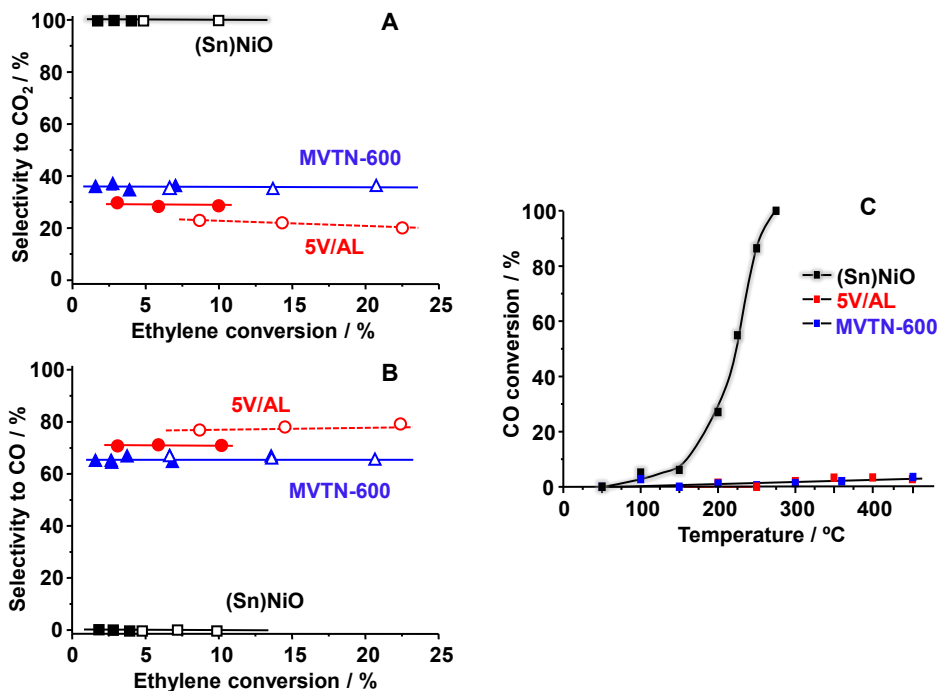 A
Selectivity to CO2 / %
100
80
60
40
20
0
(Sn)NiO
MVTN-600
5V/AL
0 5 10 15 20 25
Ethylene conversion / %
B
Selectivity to CO / %
100
80
60
40
20
0
5V/AL
MVTN-600
(Sn)NiO
0 5 10 15 20 25
Ethylene conversion / %
C
CO conversion / %
100
80
60
40
20
0
(Sn)NiO
5V/AL
MVTN-600
0 100 200 300 400
Temperature / ºC